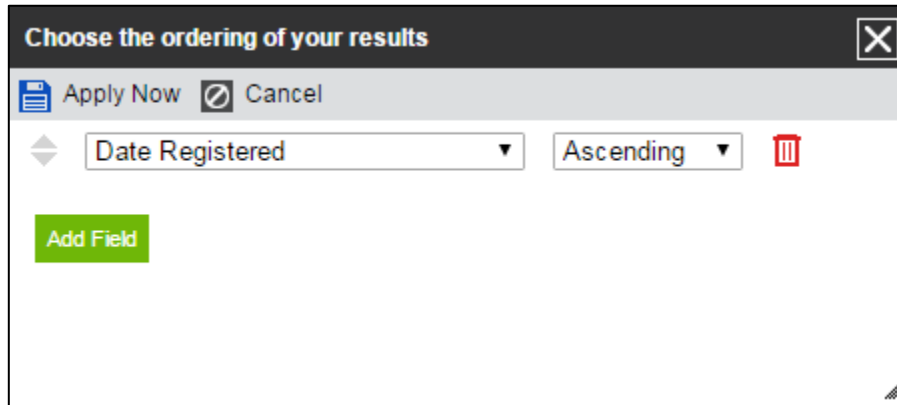 Choose the ordering of your results
Apply Now Cancel
Date Registered Ascending
Add Field